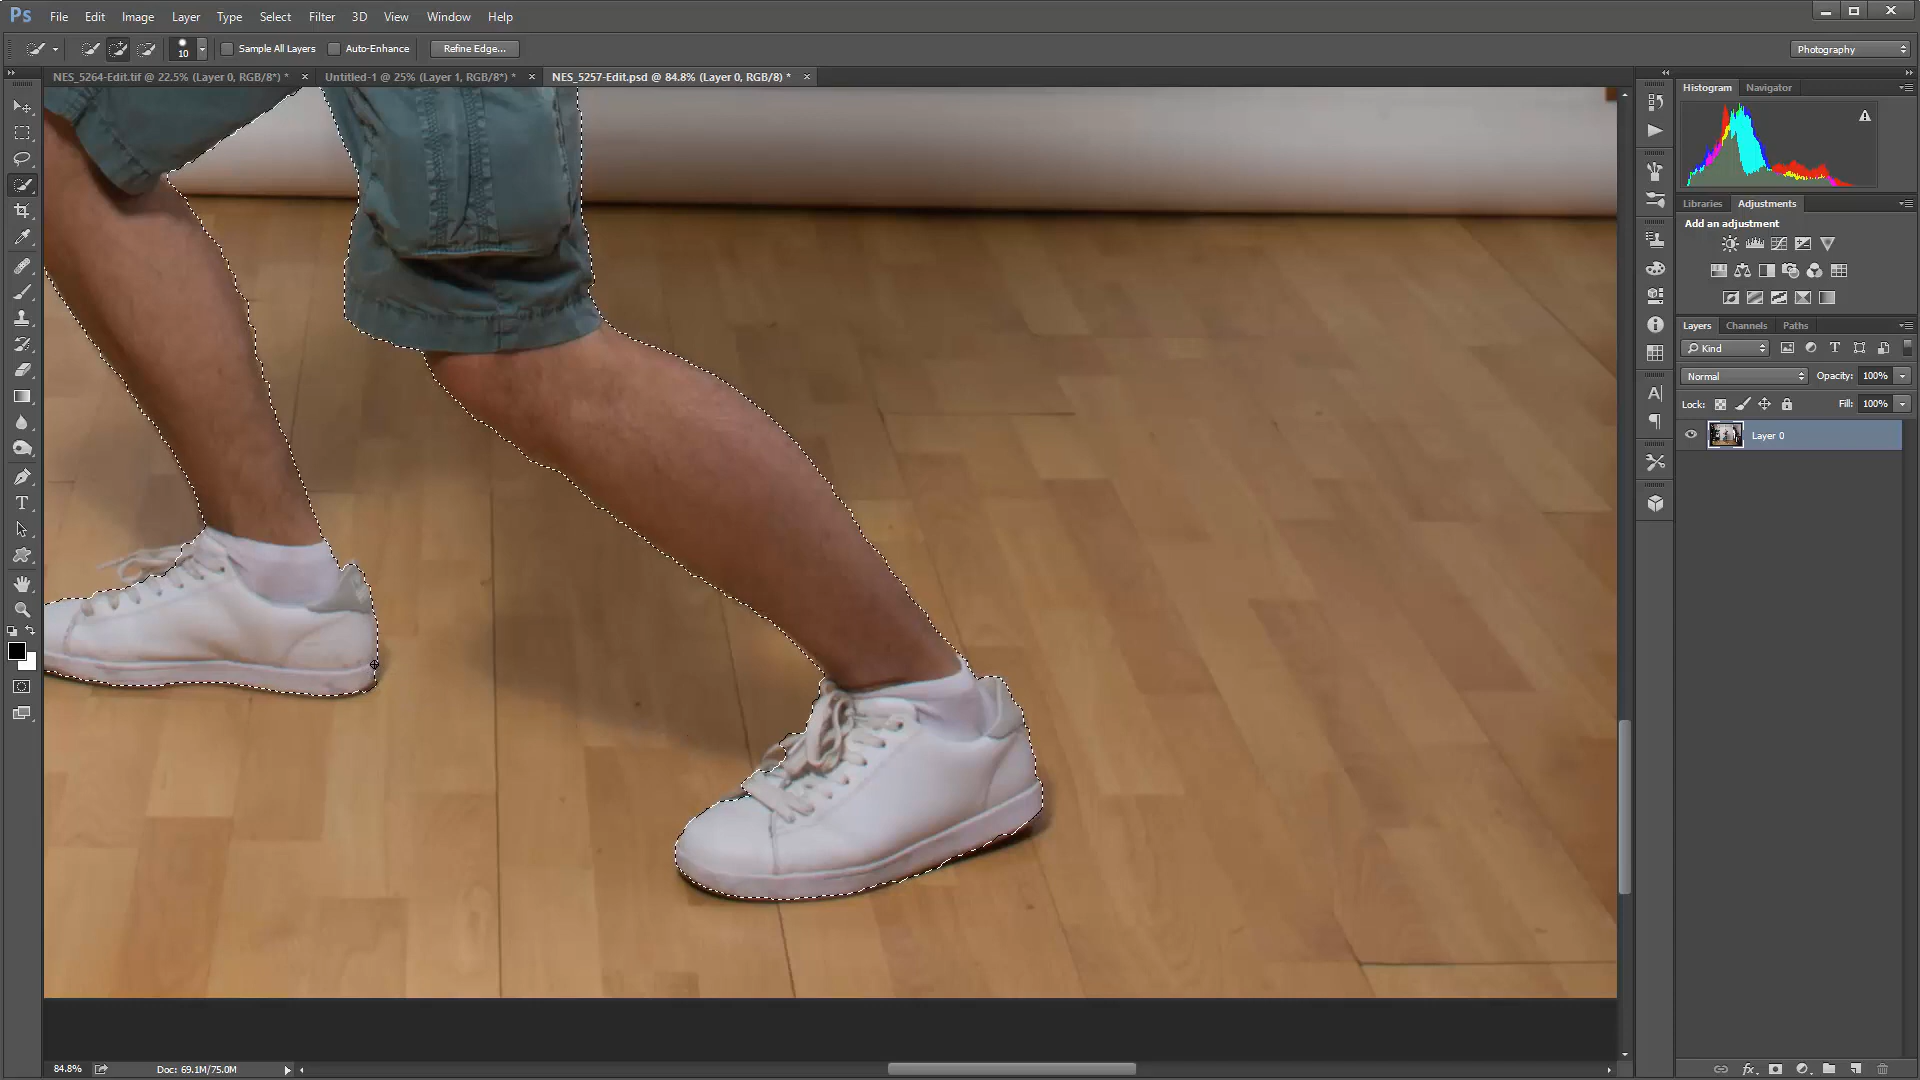 Ps File Edit Image Layer Type Select Filter 3D View Window Help
10 Sample All Layers Auto-Enhance Refine Edge... Photography
NES_5264-Edit.tif @ 22.5% (Layer 0, RGB/8*) * × Untitled-1 @ 25% (Layer 1, RGB/8*) * × NES_5257-Edit.psd @ 84.8% (Layer 0, RGB/8) * ×
Histogram Navigator
Libraries Adjustments
Add an adjustment
Layers Channels Paths
Kind
Normal Opacity: 100%
Lock: Fill: 100%
Layer 0
84.8% Doc: 69.1M/75.0M